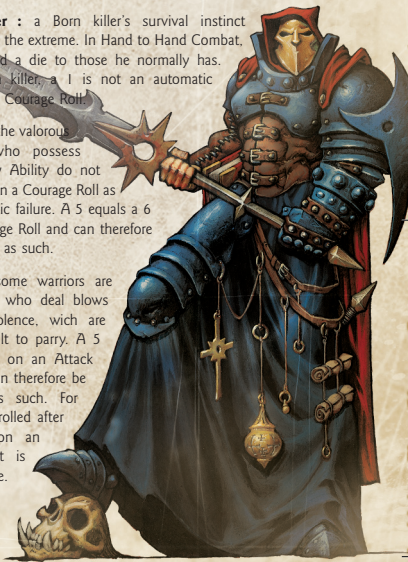 er : a Born killer's survival instinct
the extreme. In Hand to Hand Combat,
d a die to those he normally has.
killer, a 1 is not an automatic
Courage Roll.
he valorous
who possess
Ability do not
n a Courage Roll as
ic failure. A 5 equals a 6
ge Roll and can therefore
as such.
some warriors are
who deal blows
olence, wich are
lt to parry. A 5
on an Attack
n therefore be
s such. For
rolled after
on an
t is
e.